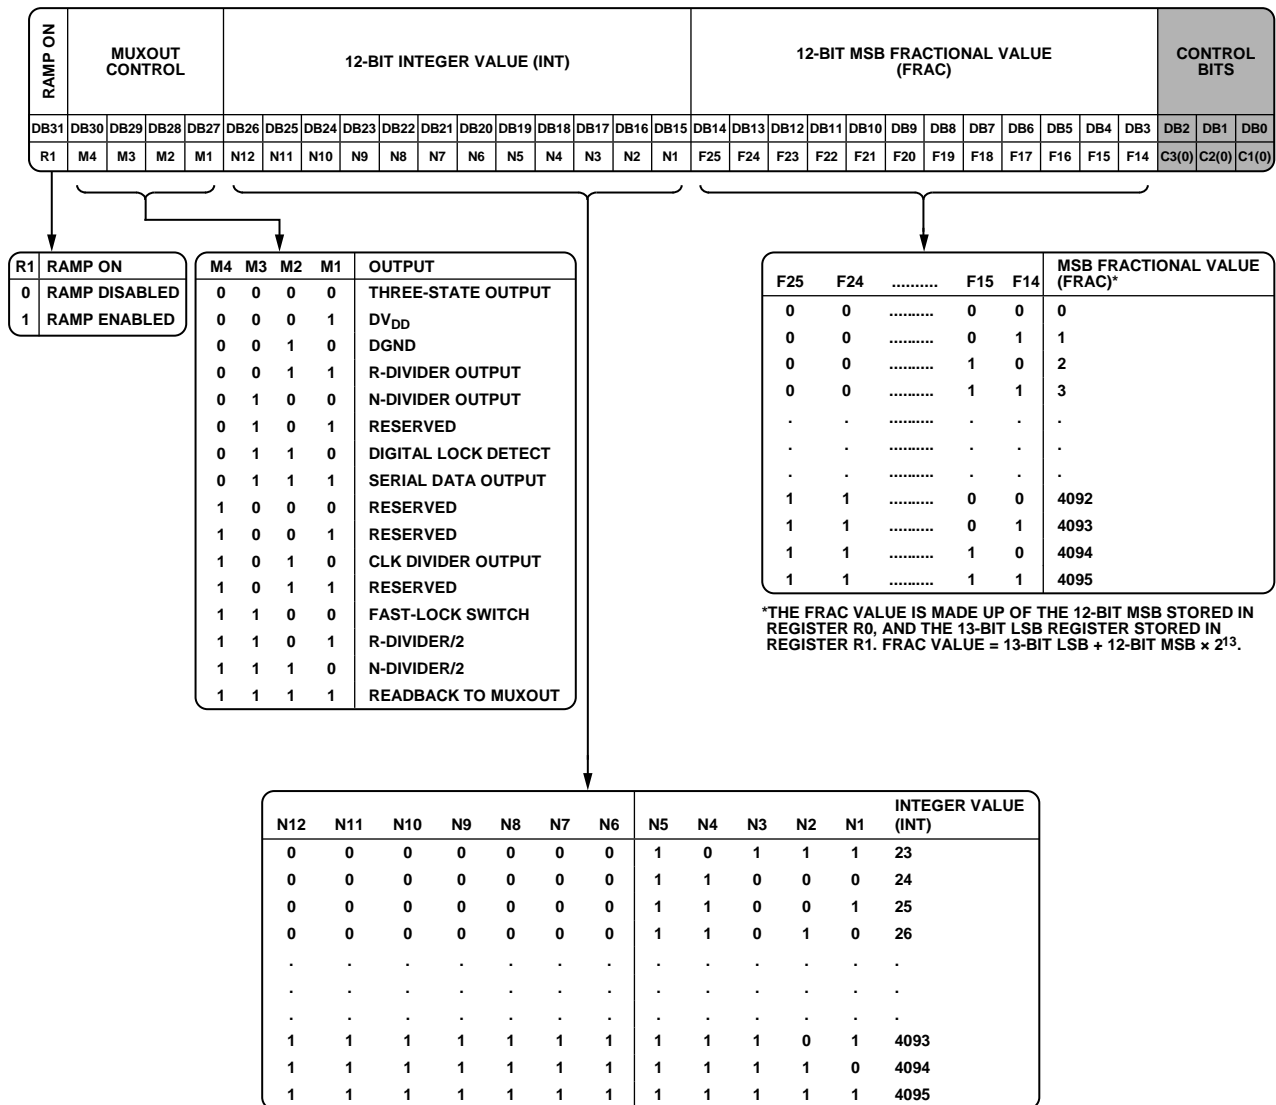 RAMP ON
MUXOUT
CONTROL
12-BIT INTEGER VALUE (INT)
12-BIT MSB FRACTIONAL VALUE
(FRAC)
CONTROL
BITS
DB31 DB30 DB29 DB28 DB27 DB26 DB25 DB24 DB23 DB22 DB21 DB20 DB19 DB18 DB17 DB16 DB15 DB14 DB13 DB12 DB11 DB10 DB9 DB8 DB7 DB6 DB5 DB4 DB3 DB2 DB1 DB0
R1 M4 M3 M2 M1 N12 N11 N10 N9 N8 N7 N6 N5 N4 N3 N2 N1 F25 F24 F23 F22 F21 F20 F19 F18 F17 F16 F15 F14 C3(0) C2(0) C1(0)
R1 RAMP ON
0 RAMP DISABLED
1 RAMP ENABLED
M4 M3 M2 M1 OUTPUT
0 0 0 0 THREE-STATE OUTPUT
0 0 0 1 DVDD
0 0 1 0 DGND
0 0 1 1 R-DIVIDER OUTPUT
0 1 0 0 N-DIVIDER OUTPUT
0 1 0 1 RESERVED
0 1 1 0 DIGITAL LOCK DETECT
0 1 1 1 SERIAL DATA OUTPUT
1 0 0 0 RESERVED
1 0 0 1 RESERVED
1 0 1 0 CLK DIVIDER OUTPUT
1 0 1 1 RESERVED
1 1 0 0 FAST-LOCK SWITCH
1 1 0 1 R-DIVIDER/2
1 1 1 0 N-DIVIDER/2
1 1 1 1 READBACK TO MUXOUT
F25 F24 .......... F15 F14 MSB FRACTIONAL VALUE
(FRAC)*
0 0 .......... 0 0 0
0 0 .......... 0 1 1
0 0 .......... 1 0 2
0 0 .......... 1 1 3
. . .......... . . .
. . .......... . . .
. . .......... . . .
1 1 .......... 0 0 4092
1 1 .......... 0 1 4093
1 1 .......... 1 0 4094
1 1 .......... 1 1 4095
*THE FRAC VALUE IS MADE UP OF THE 12-BIT MSB STORED IN
REGISTER R0, AND THE 13-BIT LSB REGISTER STORED IN
REGISTER R1. FRAC VALUE = 13-BIT LSB + 12-BIT MSB × 2¹³.
N12 N11 N10 N9 N8 N7 N6 N5 N4 N3 N2 N1 INTEGER VALUE
(INT)
0 0 0 0 0 0 0 1 0 1 1 1 23
0 0 0 0 0 0 0 1 1 0 0 0 24
0 0 0 0 0 0 0 1 1 0 0 1 25
0 0 0 0 0 0 0 1 1 0 1 0 26
. . . . . . . . . . . . .
. . . . . . . . . . . . .
. . . . . . . . . . . . .
1 1 1 1 1 1 1 1 1 1 0 1 4093
1 1 1 1 1 1 1 1 1 1 1 0 4094
1 1 1 1 1 1 1 1 1 1 1 1 4095